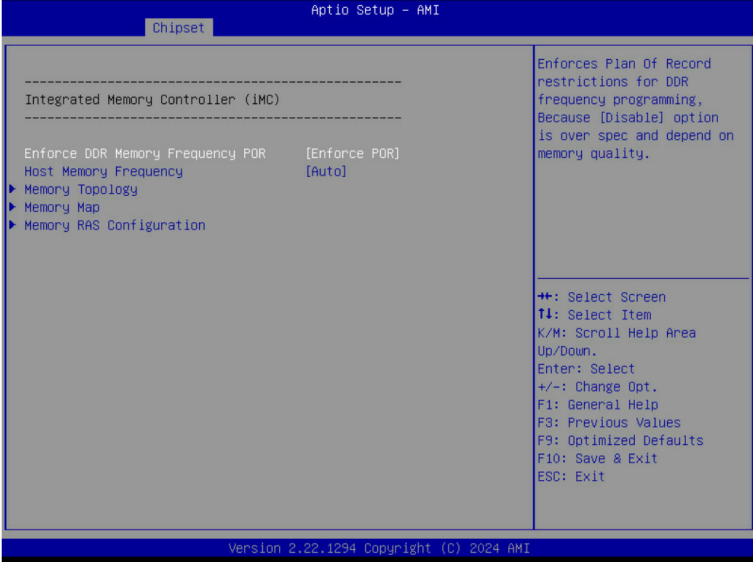 Aptio Setup – AMI
Chipset
----------------------------------------------------
Integrated Memory Controller (iMC)
----------------------------------------------------
Enforce DDR Memory Frequency POR [Enforce POR]
Host Memory Frequency [Auto]
Memory Topology
Memory Map
Memory RAS Configuration
Enforces Plan Of Record
restrictions for DDR
frequency programming,
Because [Disable] option
is over spec and depend on
memory quality.
→←: Select Screen
↑↓: Select Item
K/M: Scroll Help Area
Up/Down.
Enter: Select
+/-: Change Opt.
F1: General Help
F3: Previous Values
F9: Optimized Defaults
F10: Save & Exit
ESC: Exit
Version 2.22.1294 Copyright (C) 2024 AMI